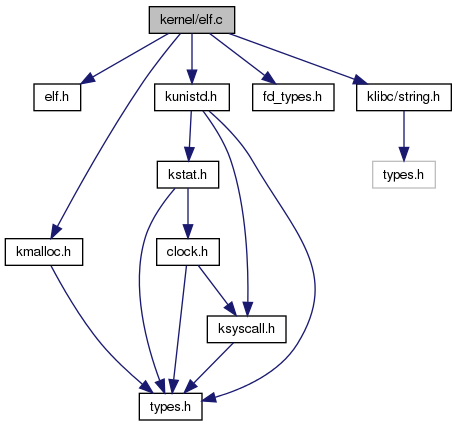 kernel/elf.c
elf.h
kunistd.h
fd_types.h
klibc/string.h
kstat.h
types.h
kmalloc.h
clock.h
ksyscall.h
types.h